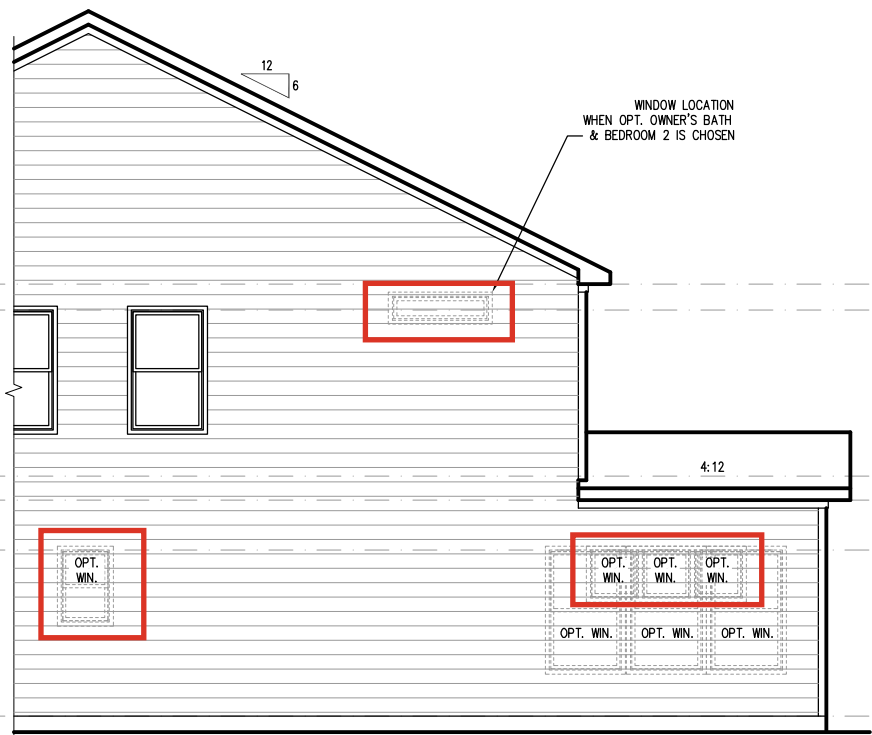 12
6
WINDOW LOCATION
WHEN OPT. OWNER'S BATH
& BEDROOM 2 IS CHOSEN
4:12
OPT.
WIN.
OPT.
WIN.
OPT.
WIN.
OPT.
WIN.
OPT. WIN.
OPT. WIN.
OPT. WIN.